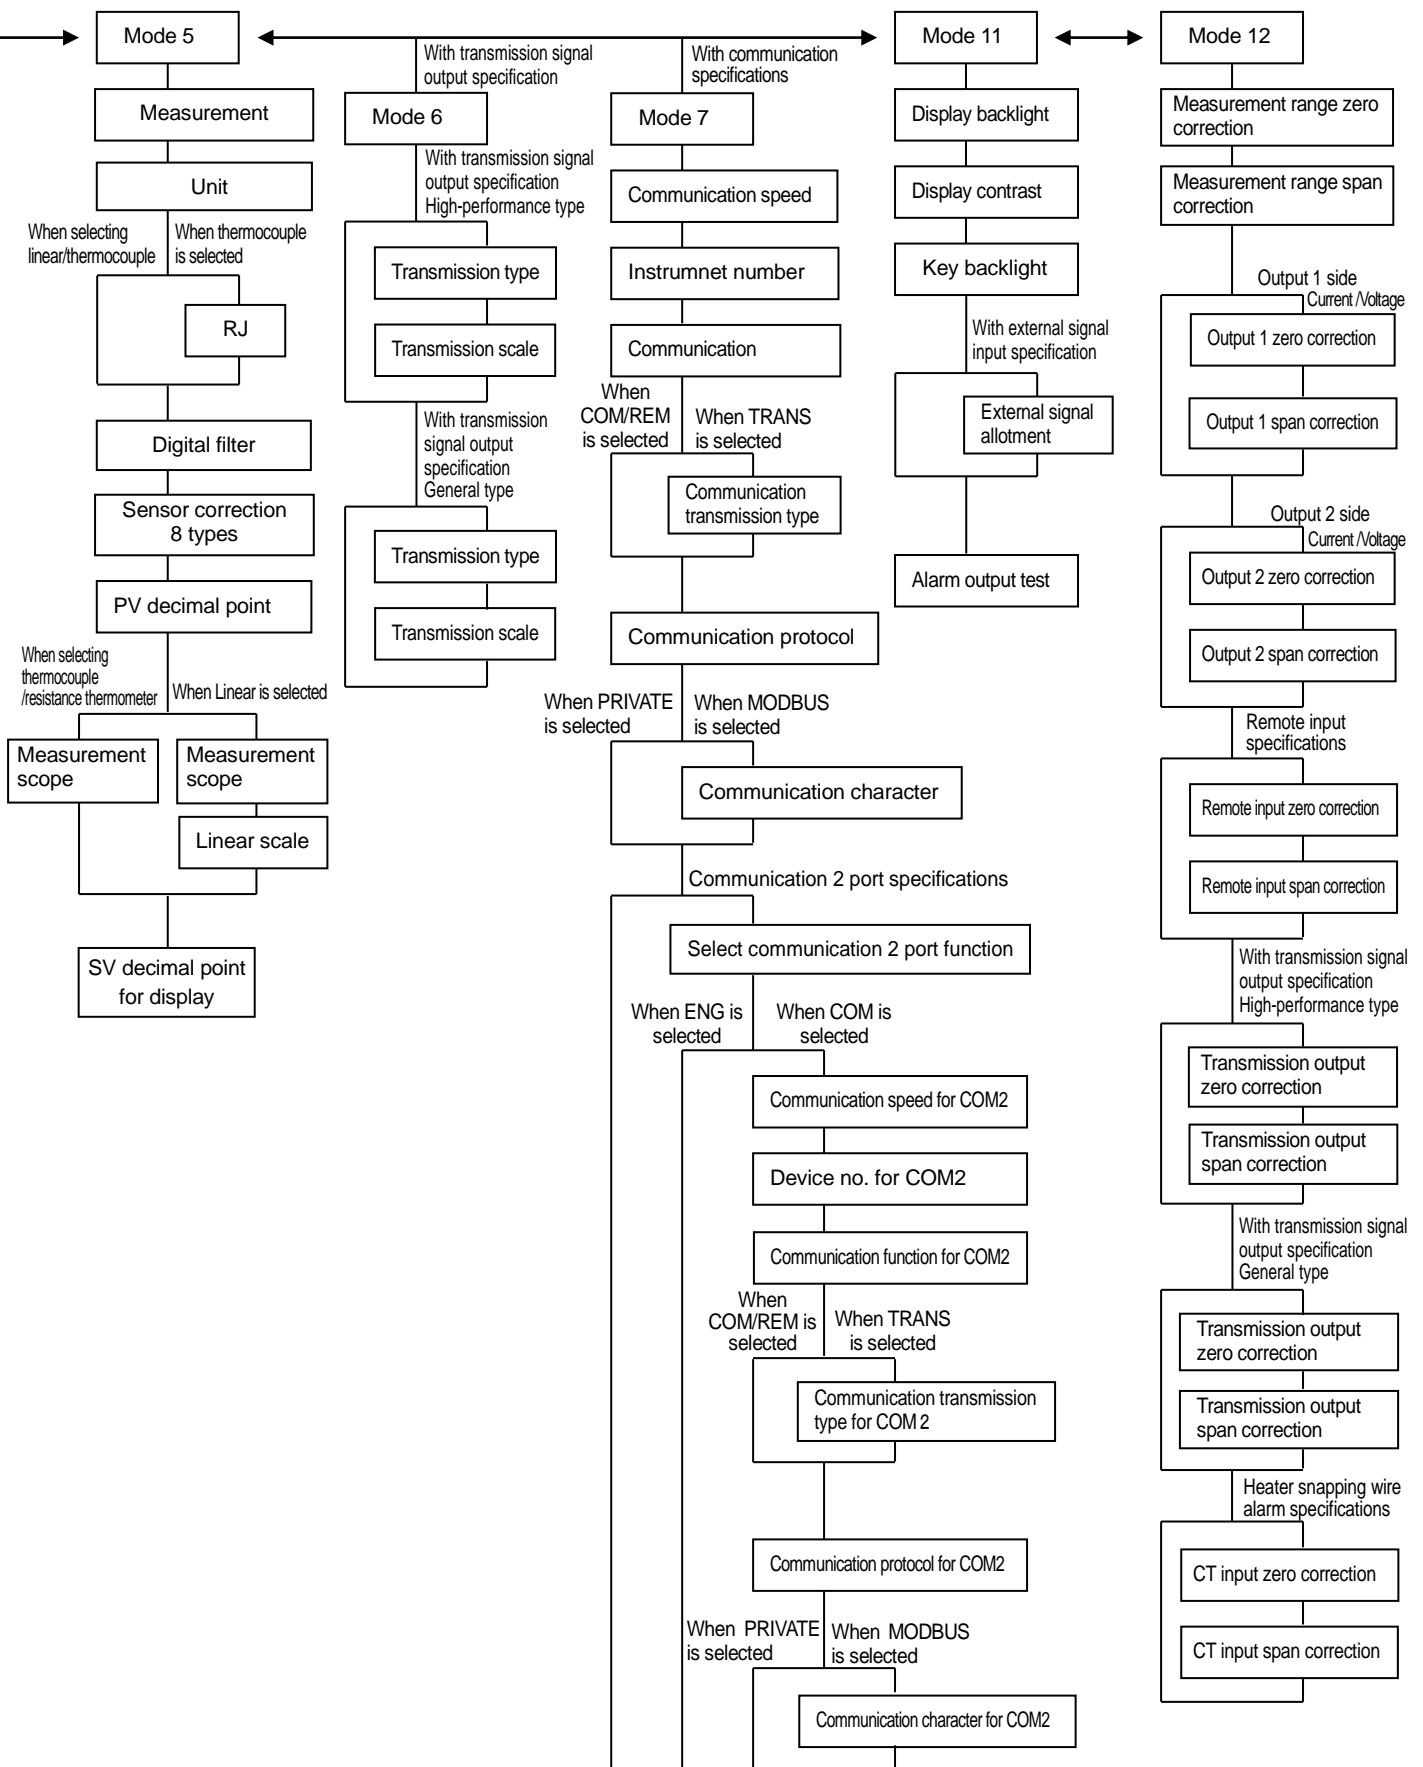 Mode 5
Measurement
Unit
When selecting
linear/thermocouple
When thermocouple
is selected
RJ
Digital filter
Sensor correction
8 types
PV decimal point
When selecting
thermocouple
/resistance thermometer
When Linear is selected
Measurement
scope
Measurement
scope
Linear scale
SV decimal point
for display
With transmission signal
output specification
Mode 6
With transmission signal
output specification
High-performance type
Transmission type
Transmission scale
With transmission
signal output
specification
General type
Transmission type
Transmission scale
With communication
specifications
Mode 7
Communication speed
Instrumnet number
Communication
When
COM/REM
is selected
When TRANS
is selected
Communication
transmission type
Communication protocol
When PRIVATE
is selected
When MODBUS
is selected
Communication character
Communication 2 port specifications
Select communication 2 port function
When ENG is
selected
When COM is
selected
Communication speed for COM2
Device no. for COM2
Communication function for COM2
When
COM/REM is
selected
When TRANS
is selected
Communication transmission
type for COM 2
Communication protocol for COM2
When PRIVATE
is selected
When MODBUS
is selected
Communication character for COM2
Mode 11
Display backlight
Display contrast
Key backlight
With external signal
input specification
External signal
allotment
Alarm output test
Mode 12
Measurement range zero
correction
Measurement range span
correction
Output 1 side
Current /Voltage
Output 1 zero correction
Output 1 span correction
Output 2 side
Current /Voltage
Output 2 zero correction
Output 2 span correction
Remote input
specifications
Remote input zero correction
Remote input span correction
With transmission signal
output specification
High-performance type
Transmission output
zero correction
Transmission output
span correction
With transmission signal
output specification
General type
Transmission output
zero correction
Transmission output
span correction
Heater snapping wire
alarm specifications
CT input zero correction
CT input span correction